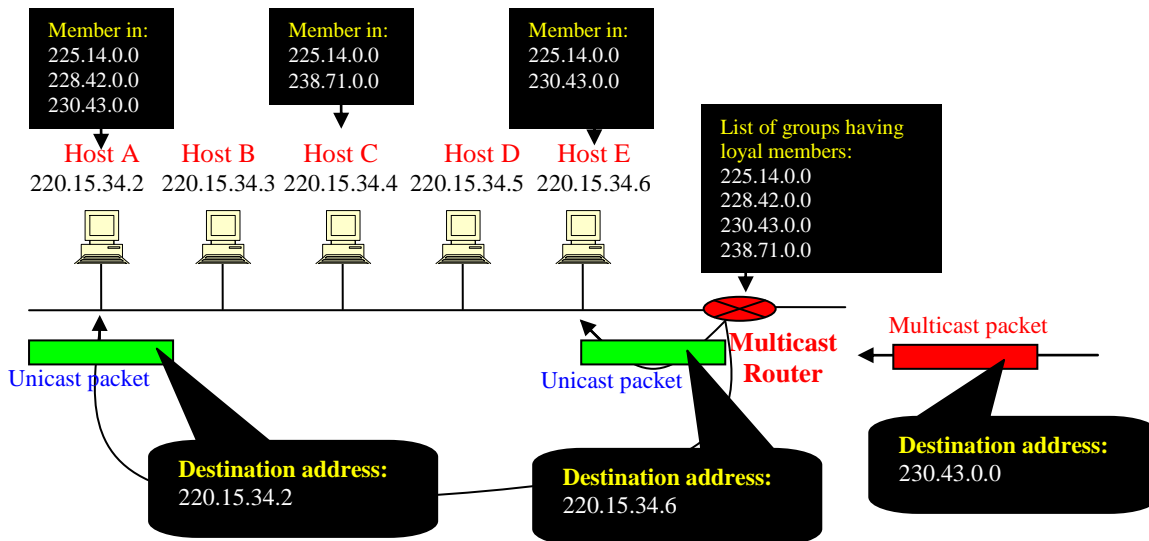 Member in:
225.14.0.0
228.42.0.0
230.43.0.0
Member in:
225.14.0.0
238.71.0.0
Member in:
225.14.0.0
230.43.0.0
List of groups having
loyal members:
225.14.0.0
228.42.0.0
230.43.0.0
238.71.0.0
Host A
220.15.34.2
Host B
220.15.34.3
Host C
220.15.34.4
Host D
220.15.34.5
Host E
220.15.34.6
Multicast
Router
Multicast packet
Unicast packet
Unicast packet
Destination address:
220.15.34.2
Destination address:
220.15.34.6
Destination address:
230.43.0.0